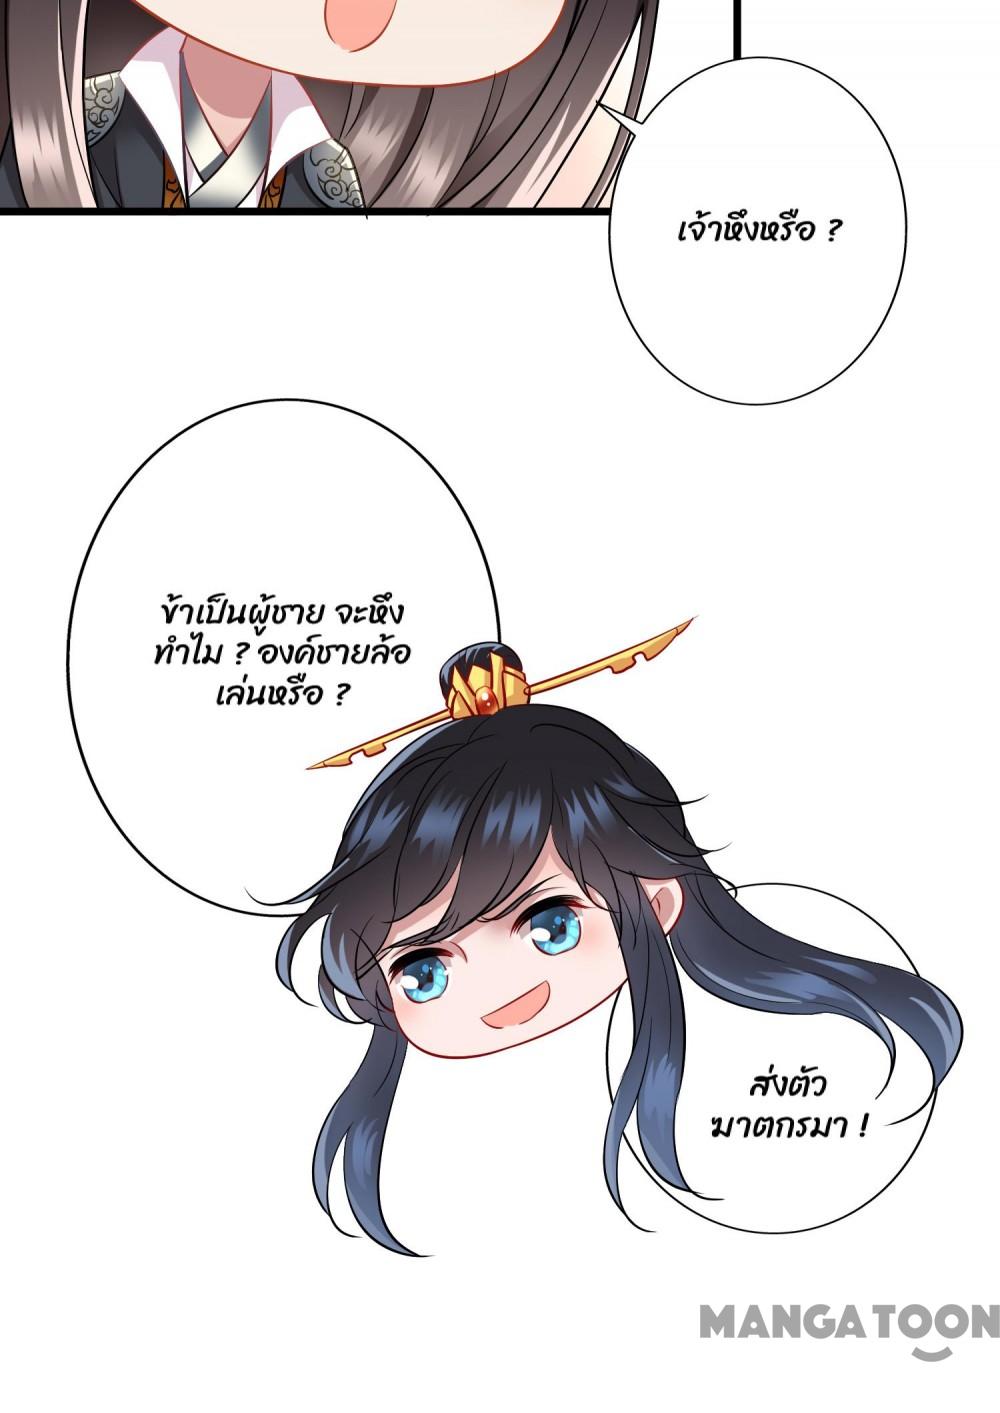 เจ้าหึงหรือ ?
ข้าเป็นผู้ชาย จะหึง
ทำไม ? องค์ชายล้อ
เล่นหรือ ?
ส่งตัว
ฆาตกรมา !
MANGATOON